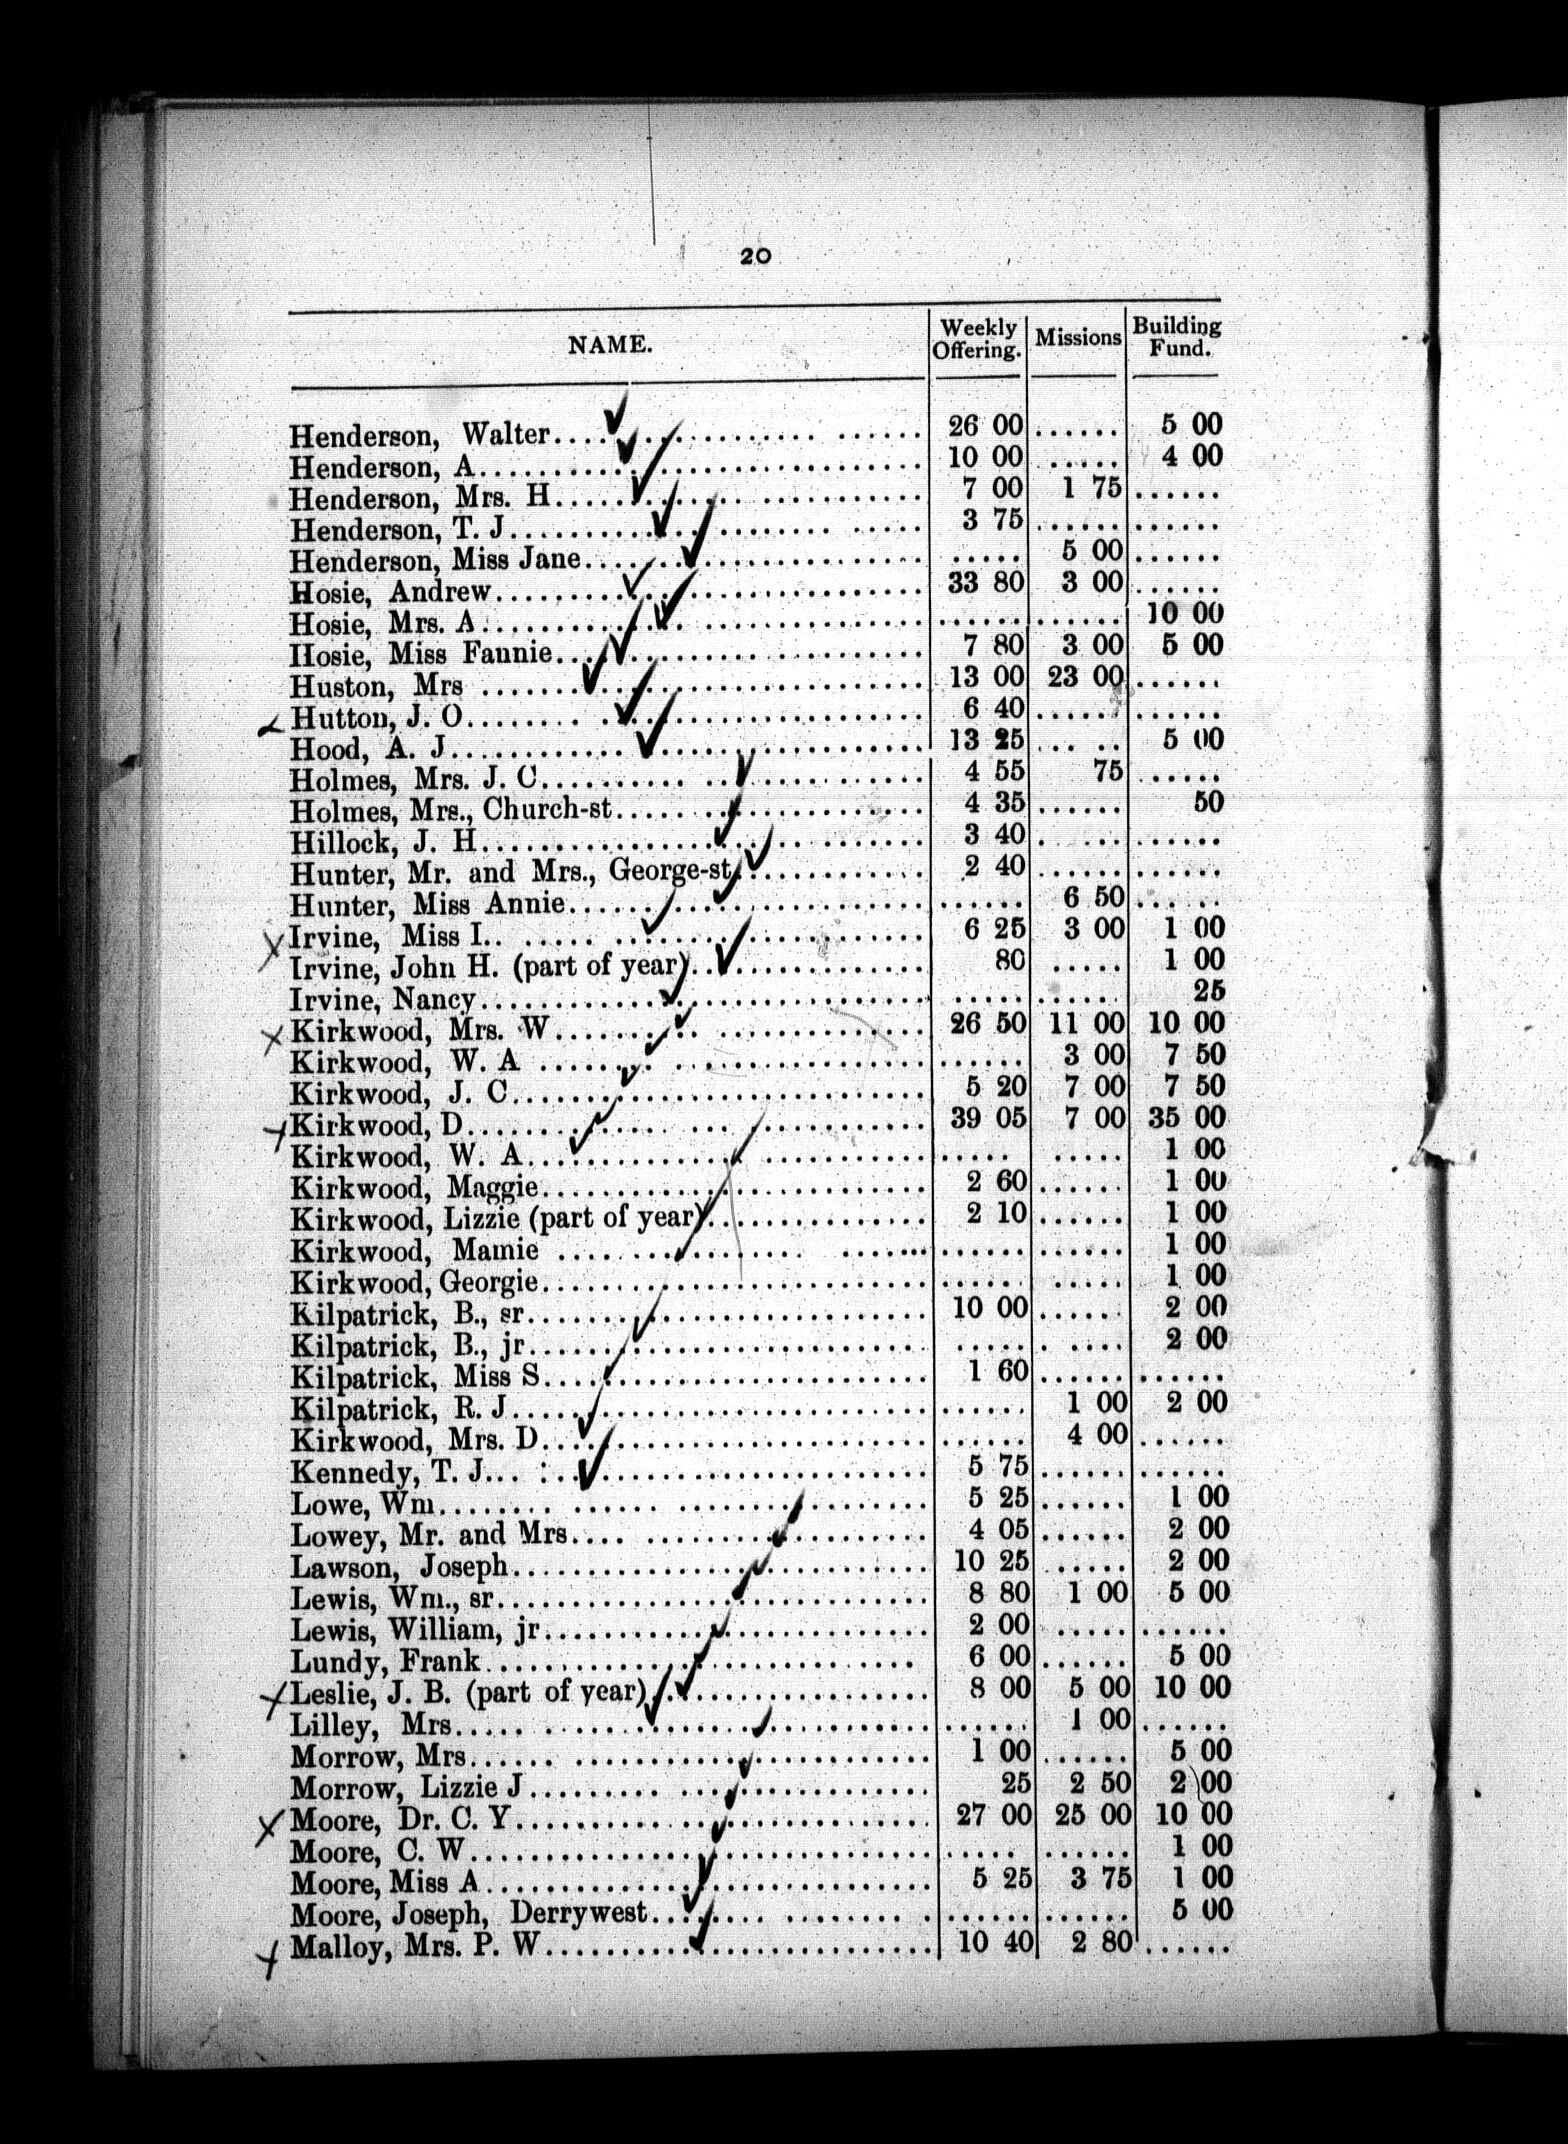 20
NAME. Weekly Offering. Missions Building Fund.
Henderson, Walter.... 26 00 ...... 5 00
Henderson, A.... 10 00 ..... 4 00
Henderson, Mrs. H.... 7 00 1 75 ......
Henderson, T. J.... 3 75 ...... ......
Henderson, Miss Jane.... ..... 5 00 ......
Hosie, Andrew.... 33 80 3 00 ......
Hosie, Mrs. A.... ...... ...... 10 00
Hosie, Miss Faunie.... 7 80 3 00 5 00
Huston, Mrs .... 13 00 23 00 ......
Hutton, J. O.... 6 40 ...... ......
Hood, A. J.... 13 25 ... .. 5 00
Holmes, Mrs. J. C.... 4 55 75 ......
Holmes, Mrs., Church-st.... 4 35 ...... 50
Hillock, J. H.... 3 40 ...... ......
Hunter, Mr. and Mrs., George-st.... 2 40 ...... ......
Hunter, Miss Annie.... ...... 6 50 ......
Irvine, Miss I.... 6 25 3 00 1 00
Irvine, John H. (part of year).... 80 ..... 1 00
Irvine, Nancy.... ...... ...... 25
Kirkwood, Mrs. W.... 26 50 11 00 10 00
Kirkwood, W. A .... ...... 3 00 7 50
Kirkwood, J. C.... 5 20 7 00 7 50
Kirkwood, D.... 39 05 7 00 35 00
Kirkwood, W. A.... ..... ..... 1 00
Kirkwood, Maggie.... 2 60 ...... 1 00
Kirkwood, Lizzie (part of year).... 2 10 ...... 1 00
Kirkwood, Mamie .... ...... ...... 1 00
Kirkwood, Georgie.... ..... ..... 1 00
Kilpatrick, B., sr.... 10 00 ...... 2 00
Kilpatrick, B., jr.... ...... .... 2 00
Kilpatrick, Miss S.... 1 60 ...... ......
Kilpatrick, R. J.... ...... 1 00 2 00
Kirkwood, Mrs. D.... ...... 4 00 ......
Kennedy, T. J.... 5 75 ...... ......
Lowe, Wm.... 5 25 ...... 1 00
Lowey, Mr. and Mrs.... 4 05 ...... 2 00
Lawson, Joseph.... 10 25 ..... 2 00
Lewis, Wm., sr.... 8 80 1 00 5 00
Lewis, William, jr.... 2 00 ..... ......
Lundy, Frank.... 6 00 ...... 5 00
Leslie, J. B. (part of year).... 8 00 5 00 10 00
Lilley, Mrs.... ...... 1 00 ......
Morrow, Mrs.... 1 00 ...... 5 00
Morrow, Lizzie J.... 25 2 50 2 00
Moore, Dr. C. Y.... 27 00 25 00 10 00
Moore, C. W.... ..... ...... 1 00
Moore, Miss A.... 5 25 3 75 1 00
Moore, Joseph, Derrywest.... ...... ...... 5 00
Malloy, Mrs. P. W.... 10 40 2 80 ......